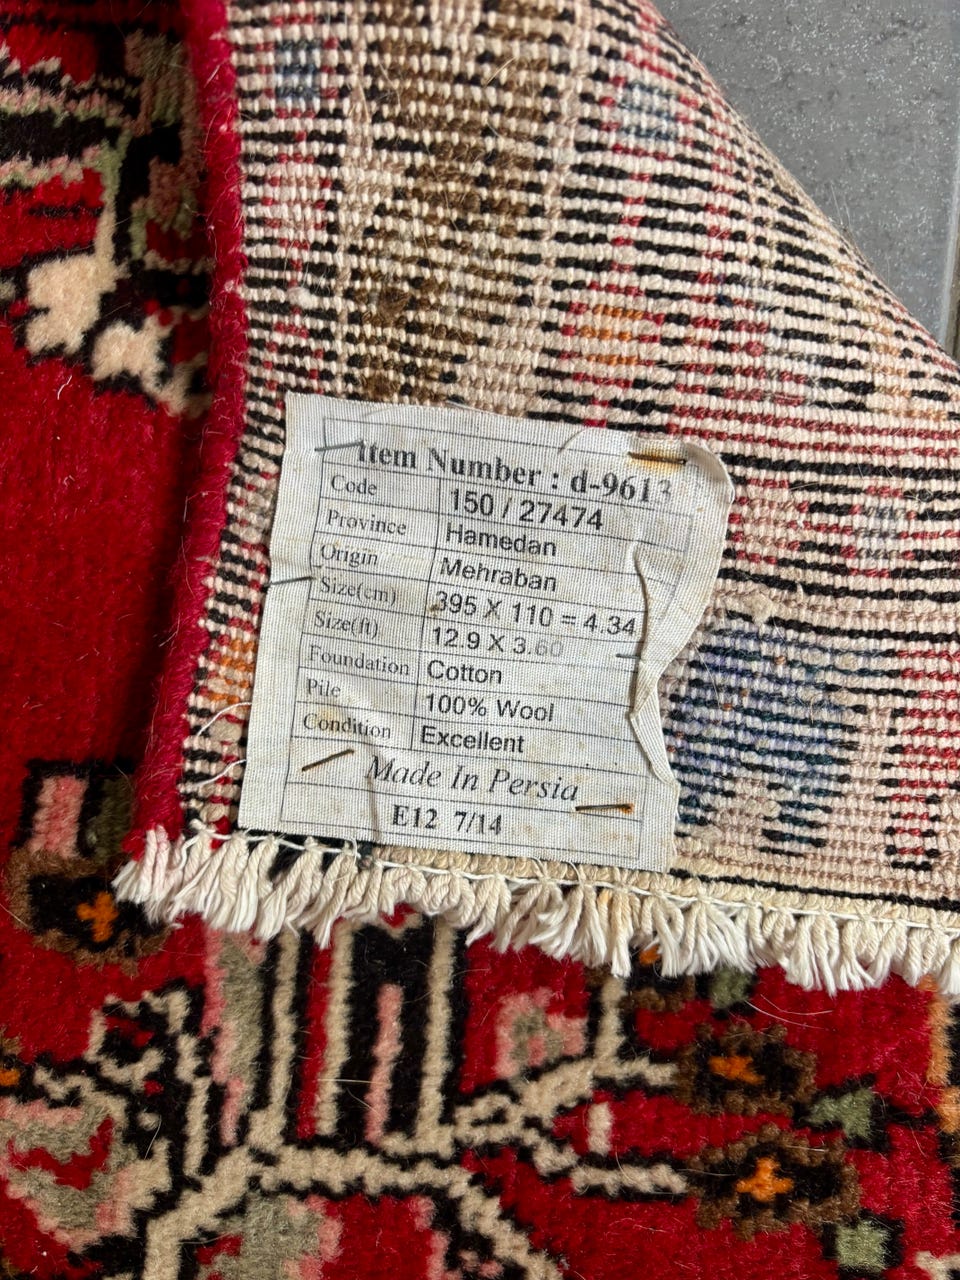 Item Number : d-9613
Code 150 / 27474
Province Hamedan
Origin Mehraban
Size(cm) 395 X 110 = 4.34
Size(ft) 12.9 X 3.60
Foundation Cotton
Pile 100% Wool
Condition Excellent
Made In Persia
E12 7/14